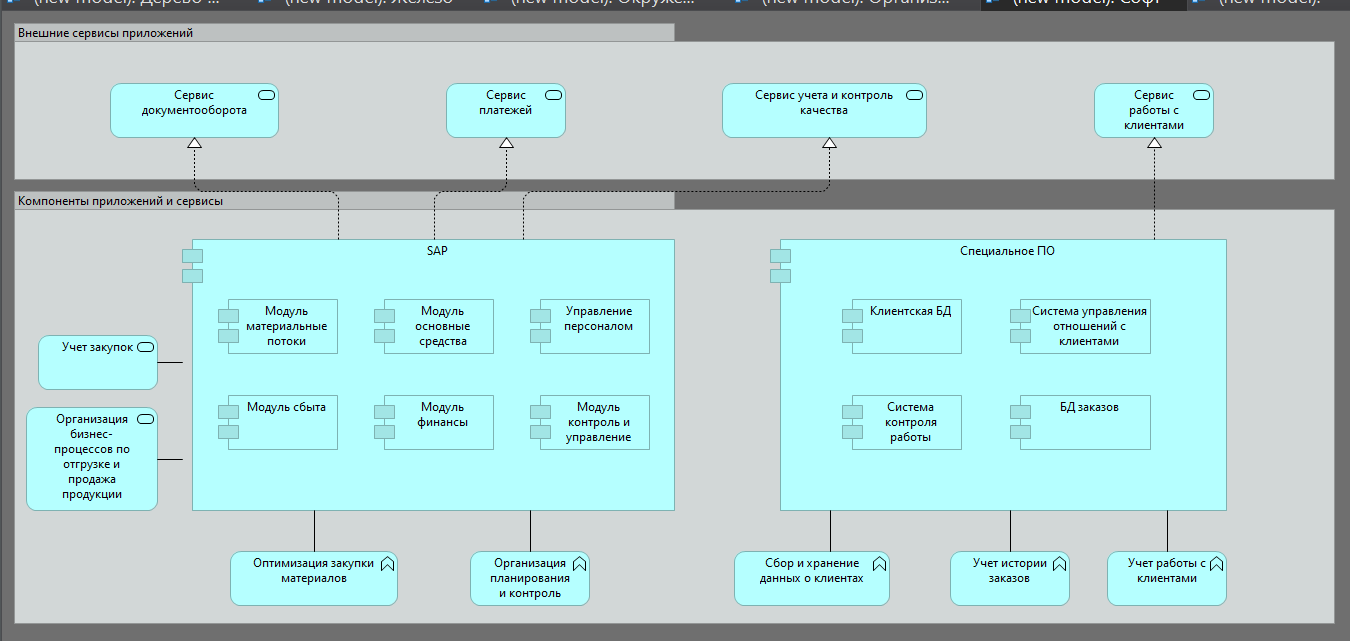 (new model): Дерево ...
(new model): Железо
(new model): Окруже...
(new model): Организ...
(new model): Софт
(new model):
Внешние сервисы приложений
Сервис
документооборота
Сервис
платежей
Сервис учета и контроль
качества
Сервис
работы с
клиентами
Компоненты приложений и сервисы
SAP
Модуль
материальные
потоки
Модуль
основные
средства
Управление
персоналом
Модуль сбыта
Модуль
финансы
Модуль
контроль и
управление
Учет закупок
Организация
бизнес-
процессов по
отгрузке и
продажа
продукции
Специальное ПО
Клиентская БД
Система управления
отношений с
клиентами
Система
контроля
работы
БД заказов
Оптимизация закупки
материалов
Организация
планирования
и контроль
Сбор и хранение
данных о клиентах
Учет истории
заказов
Учет работы с
клиентами